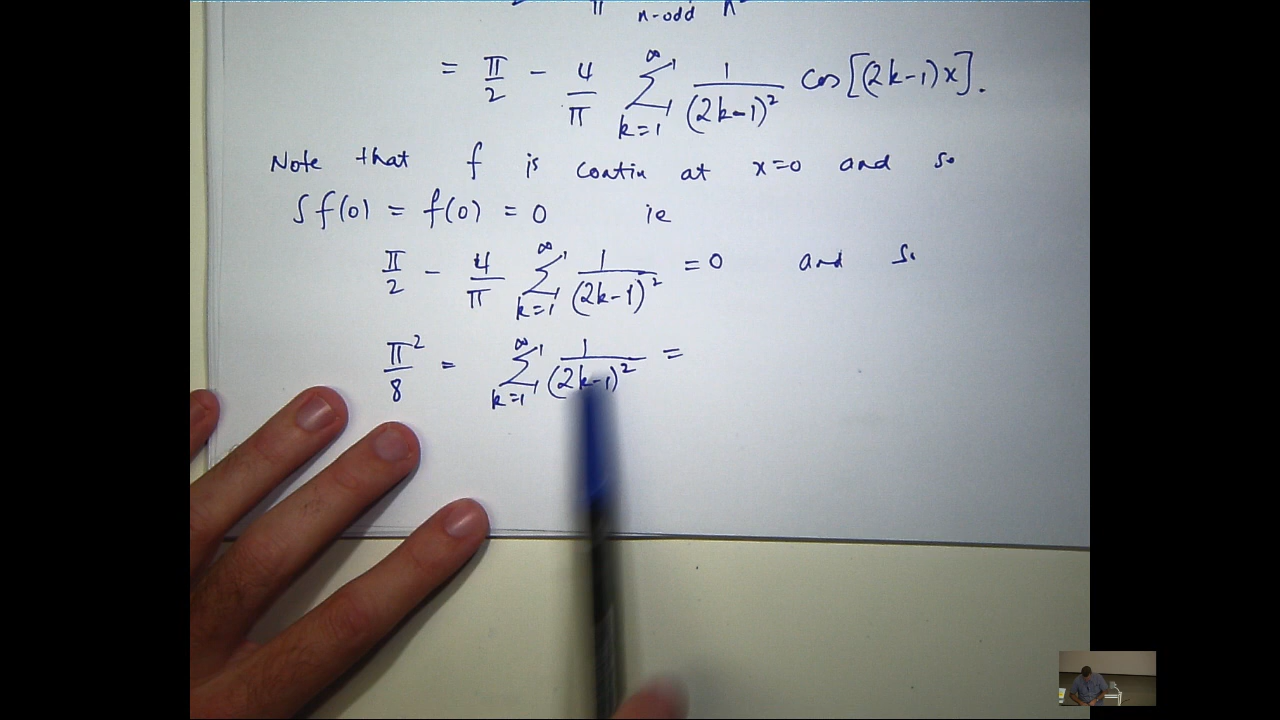 π n-odd n²
= π/2 - 4/π ∑_{k=1}^{∞} 1/(2k-1)² cos[(2k-1)x].
Note that f is contin at x=0 and so
Sf(0) = f(0) = 0 ie
π/2 - 4/π ∑_{k=1}^{∞} 1/(2k-1)² = 0 and so
π²/8 = ∑_{k=1}^{∞} 1/(2k-1)² =